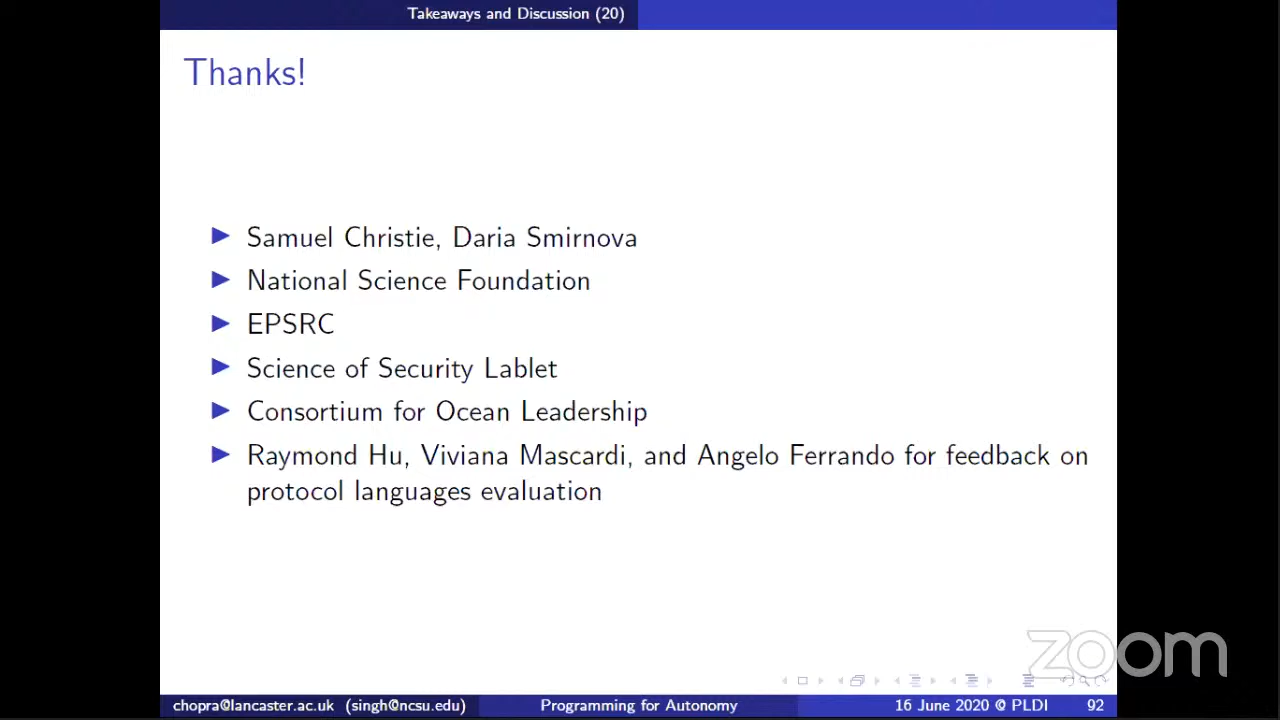 Takeaways and Discussion (20)
Thanks!
Samuel Christie, Daria Smirnova
National Science Foundation
EPSRC
Science of Security Lablet
Consortium for Ocean Leadership
Raymond Hu, Viviana Mascardi, and Angelo Ferrando for feedback on
protocol languages evaluation
zoom
chopra@lancaster.ac.uk (singh@ncsu.edu) Programming for Autonomy 16 June 2020 @ PLDI 92